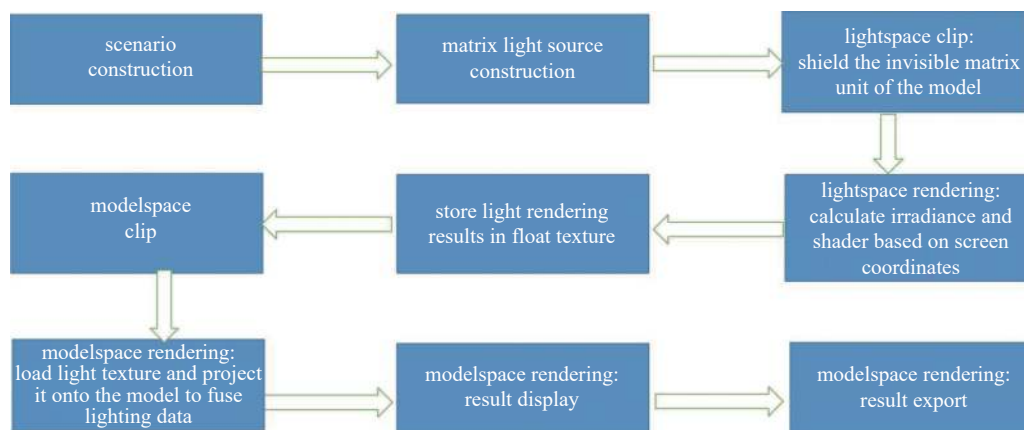 scenario
construction
matrix light source
construction
lightspace clip:
shield the invisible matrix
unit of the model
lightspace rendering:
calculate irradiance and
shader based on screen
coordinates
store light rendering
results in float texture
modelspace
clip
modelspace rendering:
load light texture and project
it onto the model to fuse
lighting data
modelspace rendering:
result display
modelspace rendering:
result export